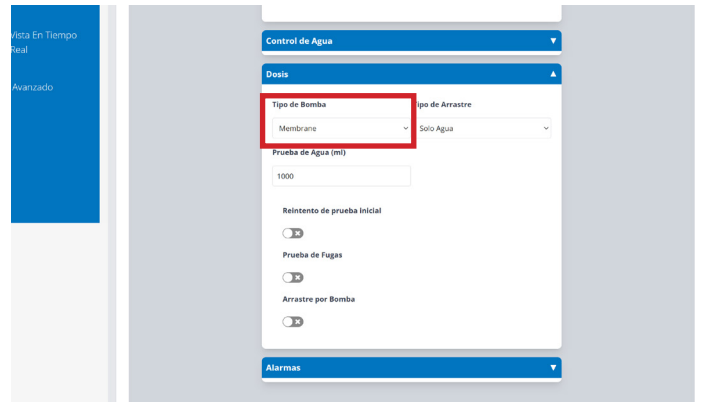 Vista En Tiempo
Real
Avanzado
Control de Agua
Dosis
Tipo de Bomba
Tipo de Arrastre
Membrane
Solo Agua
Prueba de Agua (ml)
1000
Reintento de prueba Inicial
Prueba de Fugas
Arrastre por Bomba
Alarmas